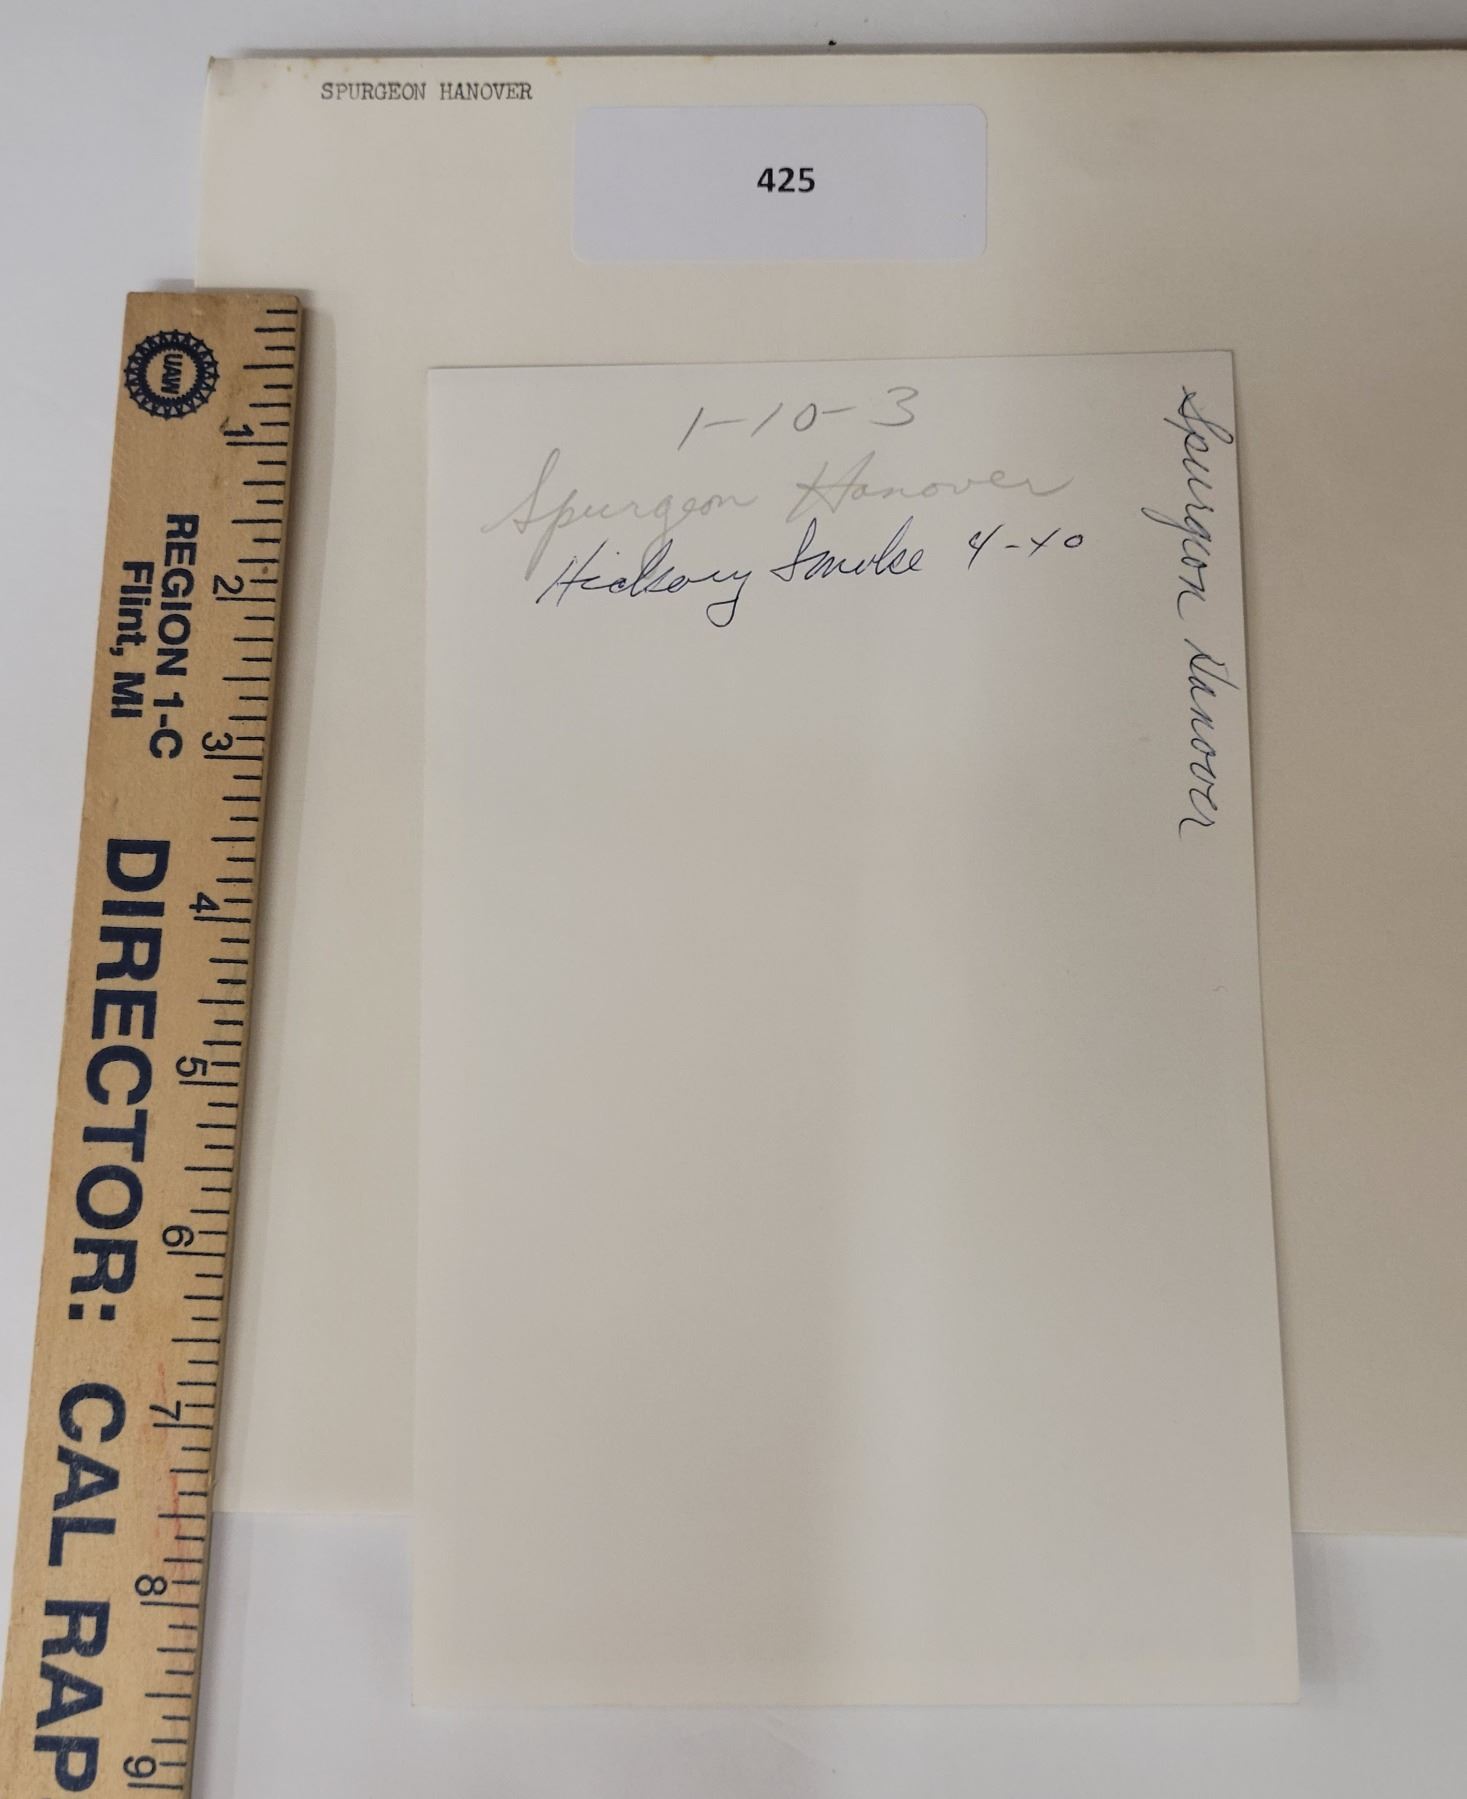 SPURGEON HANOVER
425
1-10-3
Spurgeon Hanover
Hickory Smoke 4-40
Spurgeon Hanover
UAW
REGION 1-C
Flint, MI
DIRECTOR: CAL RAP
1
2
3
4
5
6
7
8
9